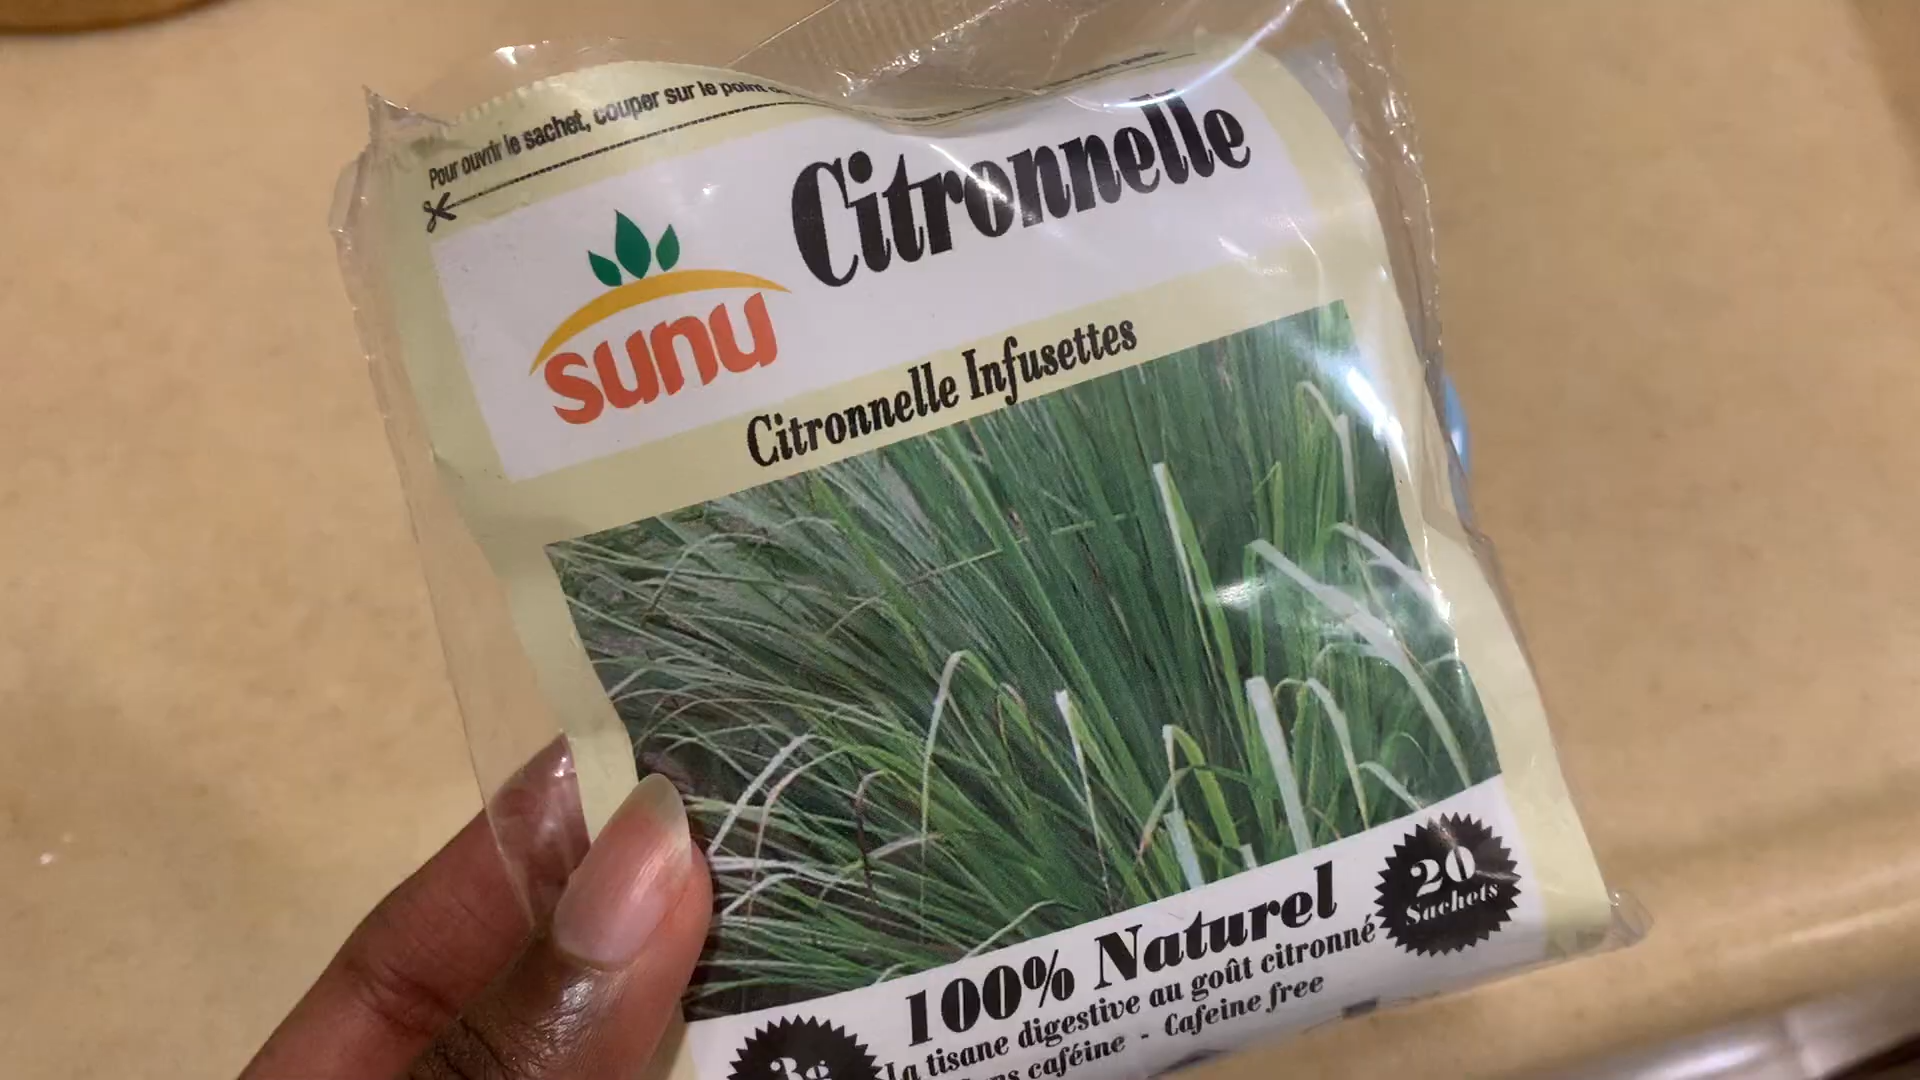 Pour ouvrir le sachet, couper sur le point
Citronnelle
sunu
Citronnelle Infusettes
20
Sachets
100% Naturel
La tisane digestive au goût citronné
caféine - Cafeine free
3g